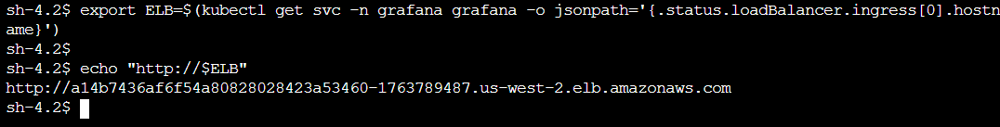 sh-4.2$ export ELB=$(kubectl get svc -n grafana grafana -o jsonpath='{.status.loadBalancer.ingress[0].hostn
ame}')
sh-4.2$
sh-4.2$ echo "http://$ELB"
http://a14b7436af6f54a80828028423a53460-1763789487.us-west-2.elb.amazonaws.com
sh-4.2$